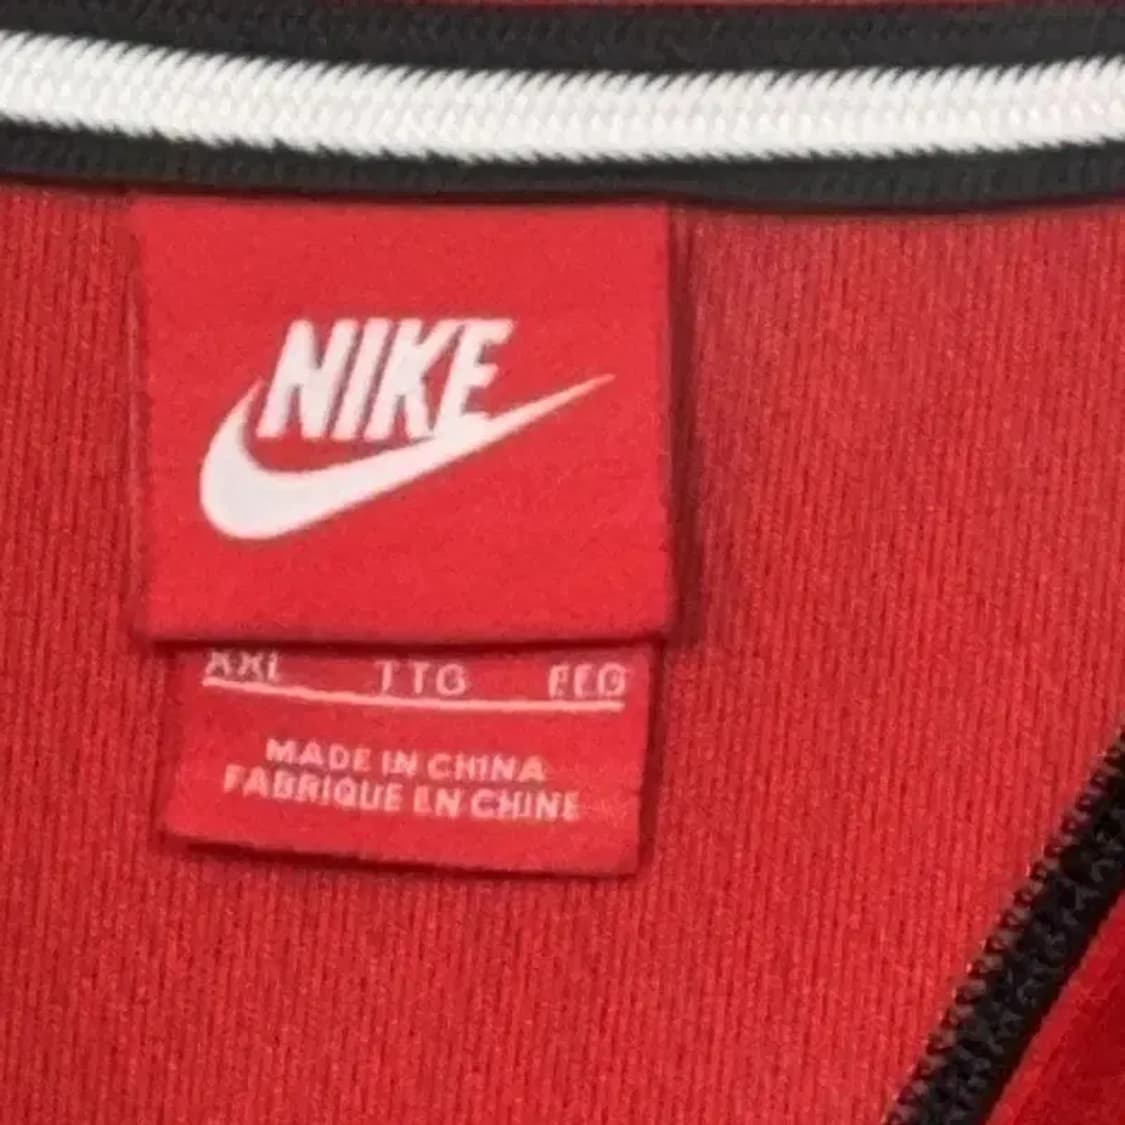 NIKE
XXL TTG EEG
MADE IN CHINA
FABRIQUE EN CHINE